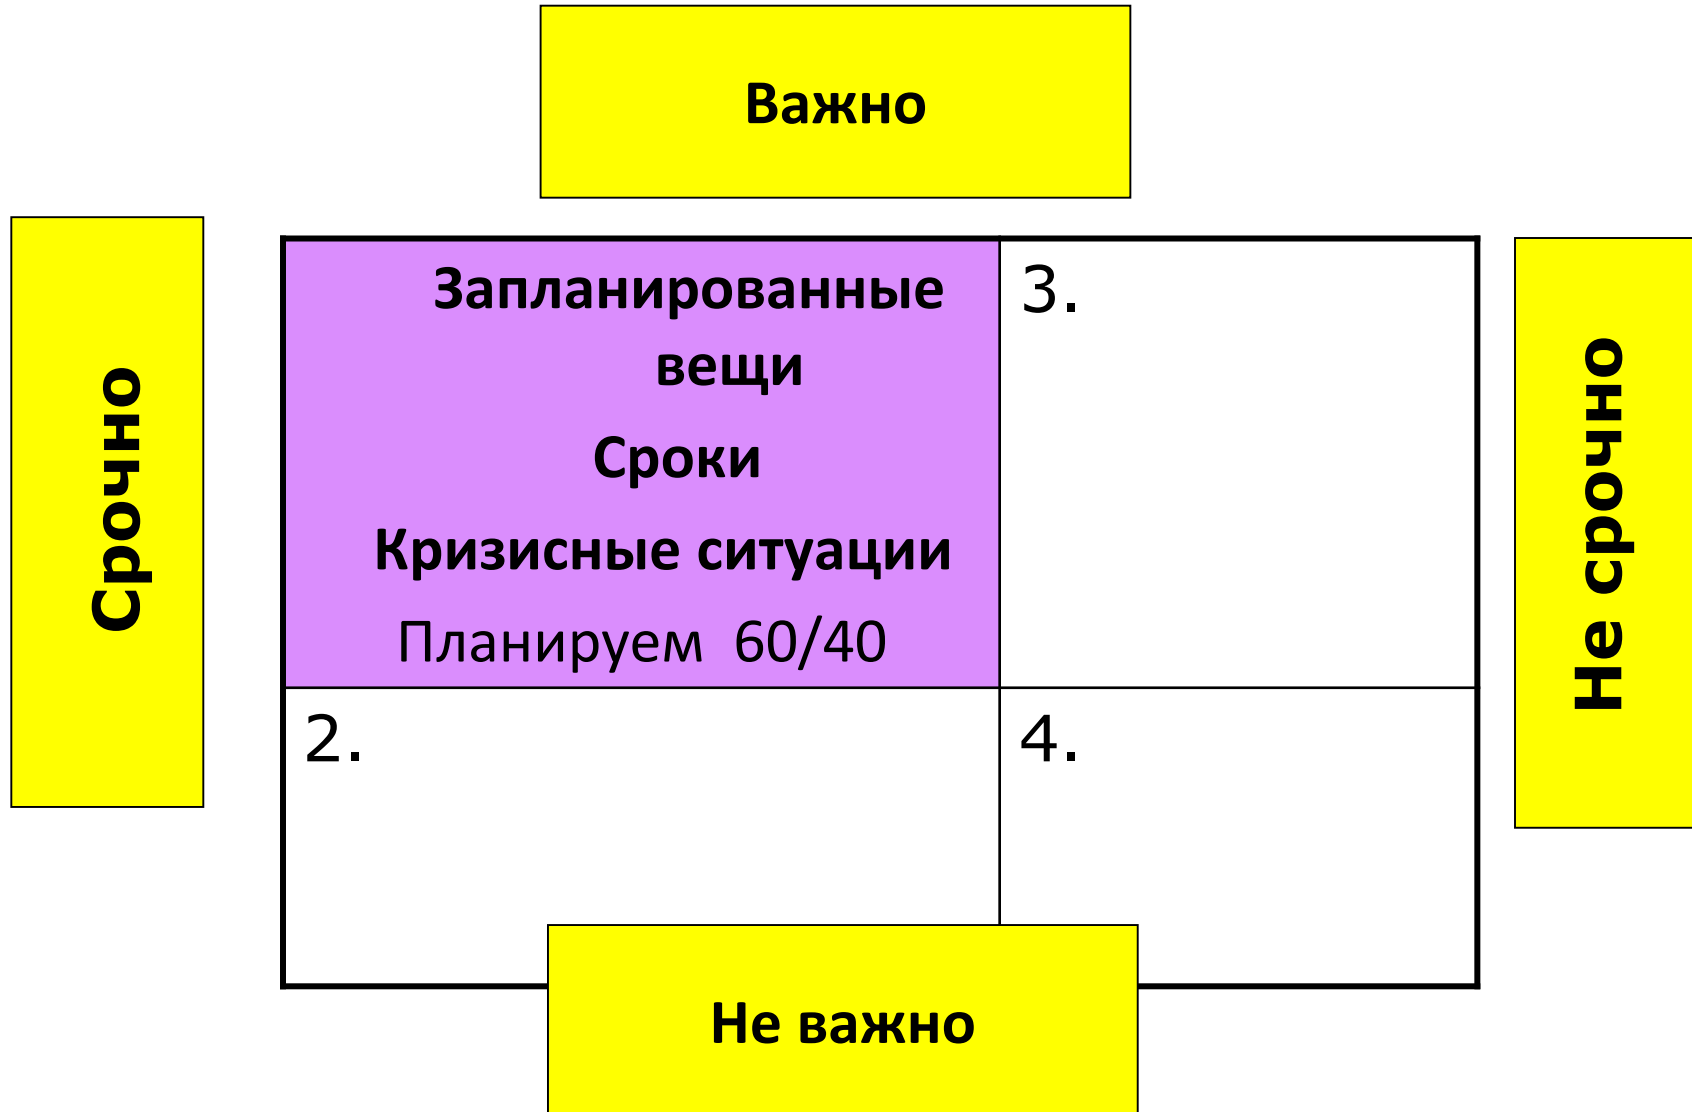 Важно
Срочно
Запланированные
вещи
Сроки
Кризисные ситуации
Планируем 60/40
3.
Не срочно
2.
4.
Не важно